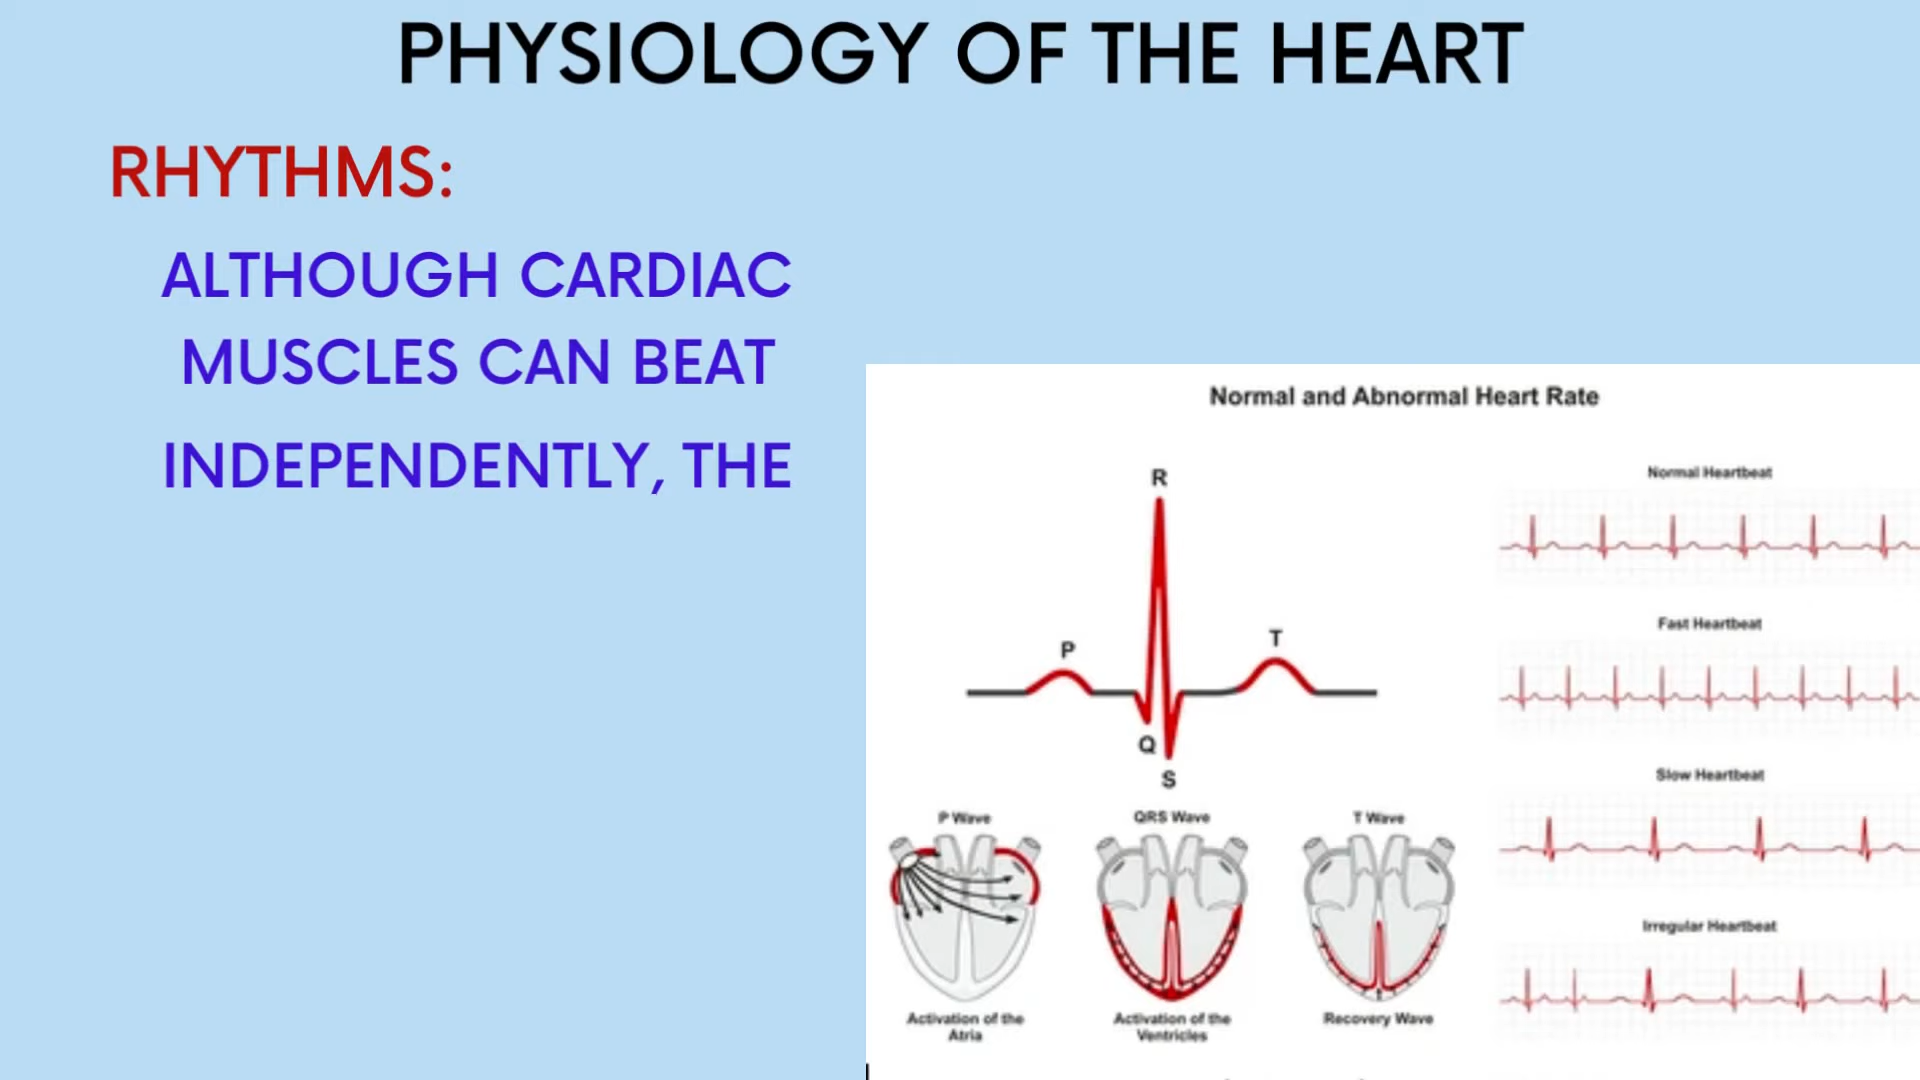 PHYSIOLOGY OF THE HEART
RHYTHMS:
ALTHOUGH CARDIAC
MUSCLES CAN BEAT
INDEPENDENTLY, THE
Normal and Abnormal Heart Rate
R
P
T
Q
S
P Wave
QRS Wave
T Wave
Activation of the
Atria
Activation of the
Ventricles
Recovery Wave
Normal Heartbeat
Fast Heartbeat
Slow Heartbeat
Irregular Heartbeat